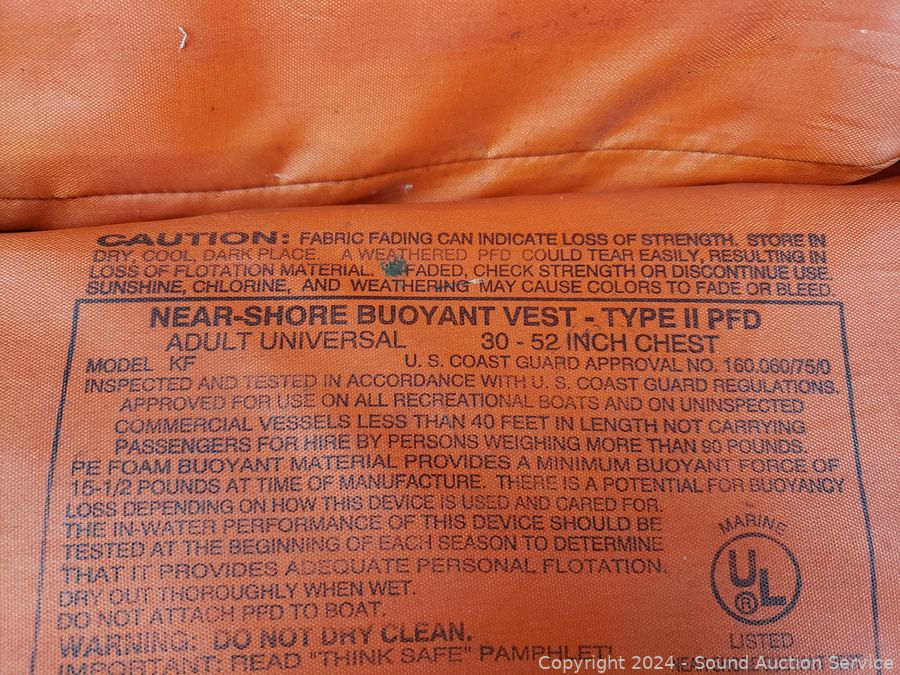 CAUTION: FABRIC FADING CAN INDICATE LOSS OF STRENGTH. STORE IN
DRY, COOL, DARK PLACE. A WEATHERED PFD COULD TEAR EASILY, RESULTING IN
LOSS OF FLOTATION MATERIAL. FADED, CHECK STRENGTH OR DISCONTINUE USE.
SUNSHINE, CHLORINE, AND WEATHERING MAY CAUSE COLORS TO FADE OR BLEED.
NEAR-SHORE BUOYANT VEST - TYPE II PFD
ADULT UNIVERSAL 30 - 52 INCH CHEST
MODEL KF U. S. COAST GUARD APPROVAL NO. 160.060/75/0
INSPECTED AND TESTED IN ACCORDANCE WITH U. S. COAST GUARD REGULATIONS.
APPROVED FOR USE ON ALL RECREATIONAL BOATS AND ON UNINSPECTED
COMMERCIAL VESSELS LESS THAN 40 FEET IN LENGTH NOT CARRYING
PASSENGERS FOR HIRE BY PERSONS WEIGHING MORE THAN 90 POUNDS.
PE FOAM BUOYANT MATERIAL PROVIDES A MINIMUM BUOYANT FORCE OF
15-1/2 POUNDS AT TIME OF MANUFACTURE. THERE IS A POTENTIAL FOR BUOYANCY
LOSS DEPENDING ON HOW THIS DEVICE IS USED AND CARED FOR.
THE IN-WATER PERFORMANCE OF THIS DEVICE SHOULD BE
TESTED AT THE BEGINNING OF EACH SEASON TO DETERMINE
THAT IT PROVIDES ADEQUATE PERSONAL FLOTATION.
DRY OUT THOROUGHLY WHEN WET.
DO NOT ATTACH PFD TO BOAT.
WARNING: DO NOT DRY CLEAN.
IMPORTANT: READ "THINK SAFE" PAMPHLET!
MARINE
UL ®
LISTED
Copyright 2024 - Sound Auction Service